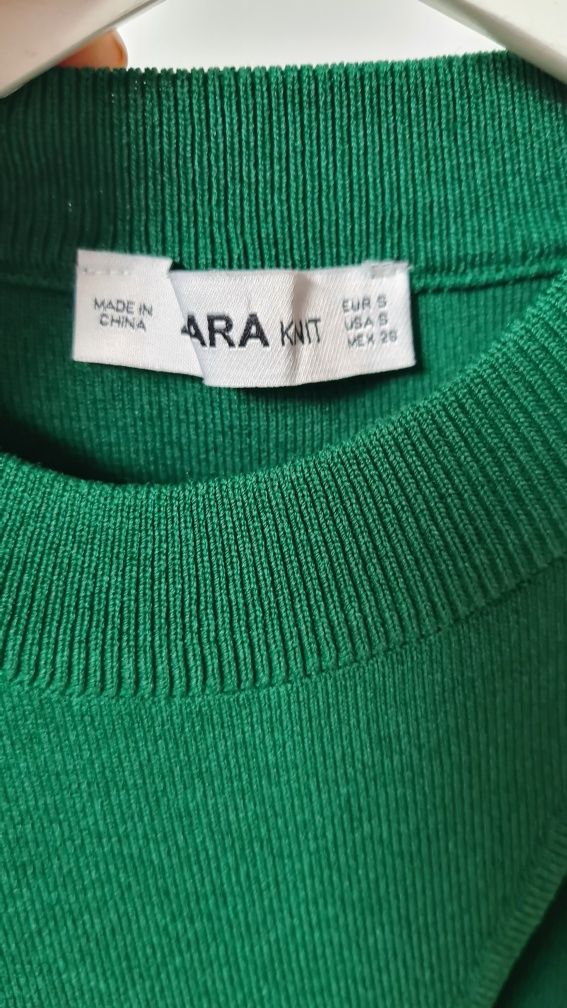 MADE IN
CHINA
ARA KNIT
EUR S
USA S
MEX 26